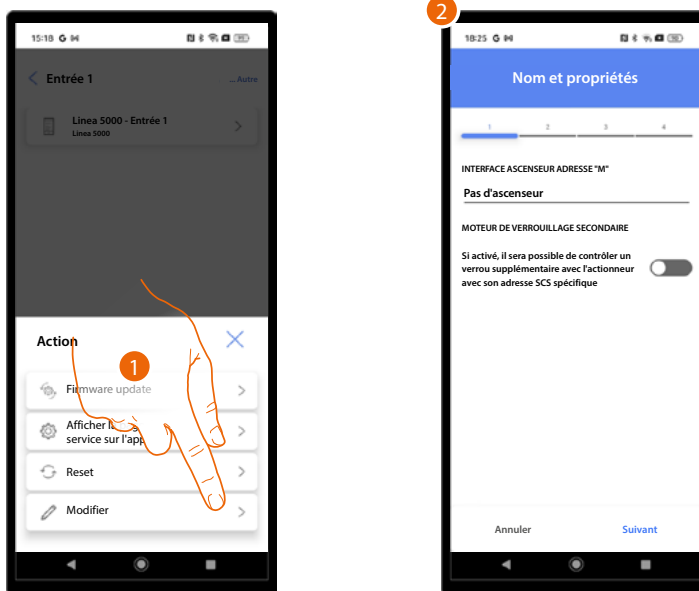 15:18
Entrée 1
... Autre
Linea 5000 - Entrée 1
Linea 5000
Action
1
Firmware update
Afficher
service sur l'app
Reset
Modifier
2
18:25
Nom et propriétés
1 2 3 4
INTERFACE ASCENSEUR ADRESSE "M"
Pas d'ascenseur
MOTEUR DE VERROUILLAGE SECONDAIRE
Si activé, il sera possible de contrôler un
verrou supplémentaire avec l'actionneur
avec son adresse SCS spécifique
Annuler
Suivant